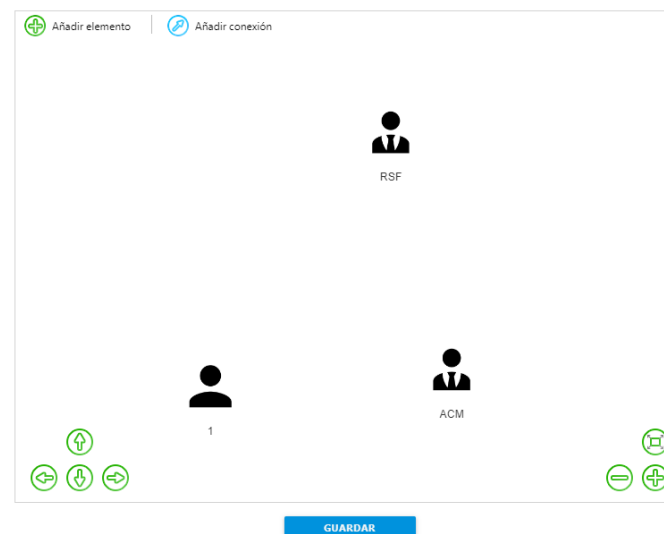 Añadir elemento
Añadir conexión
RSF
ACM
1
GUARDAR